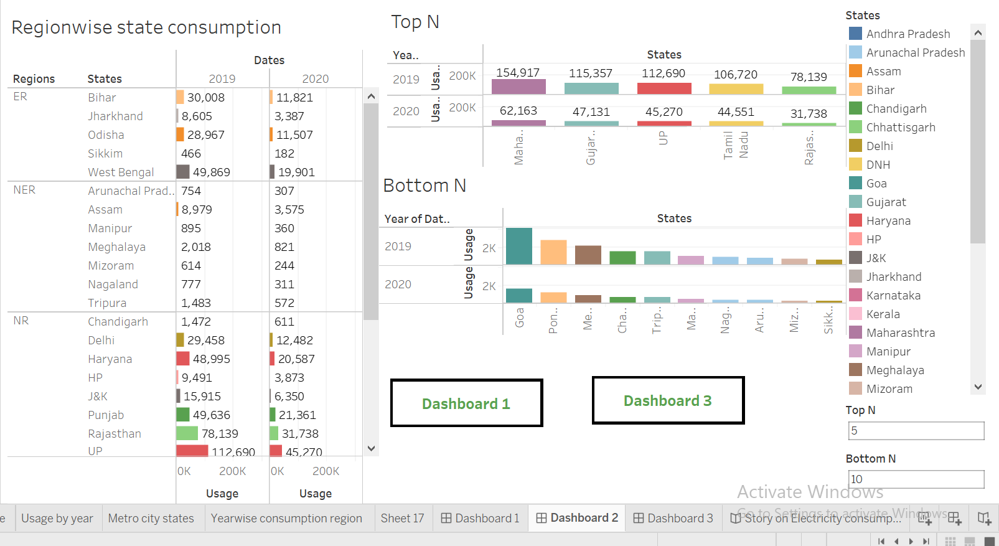 Regionwise state consumption
Dates
Regions States 2019 2020
ER Bihar 30,008 11,821
Jharkhand 8,605 3,387
Odisha 28,967 11,507
Sikkim 466 182
West Bengal 49,869 19,901
NER Arunachal Prad.. 754 307
Assam 8,979 3,575
Manipur 895 360
Meghalaya 2,018 821
Mizoram 614 244
Nagaland 777 311
Tripura 1,483 572
NR Chandigarh 1,472 611
Delhi 29,458 12,482
Haryana 48,995 20,587
HP 9,491 3,873
J&K 15,915 6,350
Punjab 49,636 21,361
Rajasthan 78,139 31,738
UP 112,690 45,270
0K 200K 0K 200K
Usage Usage
Top N
Yea.. States
2019 Usa.. 200K 154,917 115,357 112,690 106,720 78,139
2020 Usa.. 200K 62,163 47,131 45,270 44,551 31,738
Maha.. Gujar.. UP Tamil Nadu Rajas..
Bottom N
Year of Dat.. States
2019 Usage 2K
2020 Usage 2K
Goa Pon.. Me.. Cha.. Trip.. Ma.. Nag.. Aru.. Miz.. Sikk..
Dashboard 1 Dashboard 3
States
Andhra Pradesh
Arunachal Pradesh
Assam
Bihar
Chandigarh
Chhattisgarh
Delhi
DNH
Goa
Gujarat
Haryana
HP
J&K
Jharkhand
Karnataka
Kerala
Maharashtra
Manipur
Meghalaya
Mizoram
Top N
5
Bottom N
10
Activate Windows
Go to Settings to activate Windows.
e Usage by year Metro city states Yearwise consumption region Sheet 17 Dashboard 1 Dashboard 2 Dashboard 3 Story on Electricity consump...